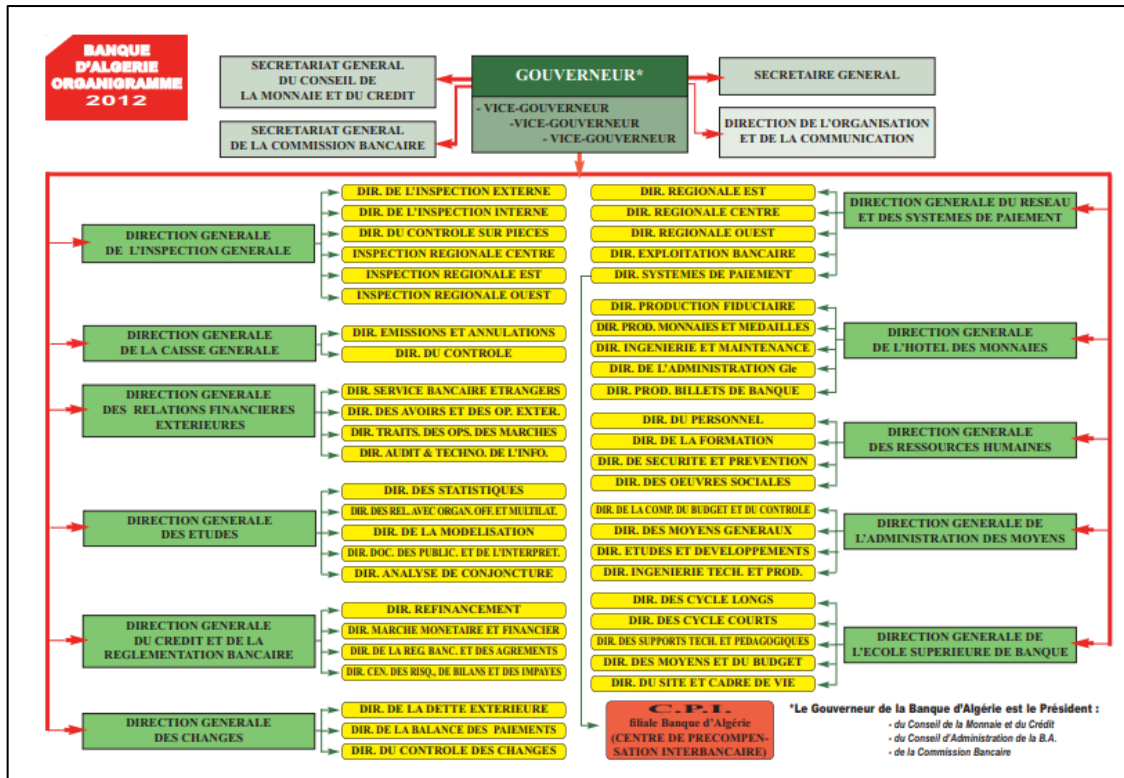 BANQUE
D'ALGERIE
ORGANIGRAMME
2012
SECRETARIAT GENERAL
DU CONSEIL DE
LA MONNAIE ET DU CREDIT
SECRETARIAT GENERAL
DE LA COMMISSION BANCAIRE
GOUVERNEUR*
- VICE-GOUVERNEUR
-VICE-GOUVERNEUR
- VICE-GOUVERNEUR
SECRETAIRE GENERAL
DIRECTION DE L'ORGANISATION
ET DE LA COMMUNICATION
DIRECTION GENERALE
DE L'INSPECTION GENERALE
DIR. DE L'INSPECTION EXTERNE
DIR. DE L'INSPECTION INTERNE
DIR. DU CONTROLE SUR PIECES
INSPECTION REGIONALE CENTRE
INSPECTION REGIONALE EST
INSPECTION REGIONALE OUEST
DIRECTION GENERALE
DE LA CAISSE GENERALE
DIR. EMISSIONS ET ANNULATIONS
DIR. DU CONTROLE
DIRECTION GENERALE
DES RELATIONS FINANCIERES
EXTERIEURES
DIR. SERVICE BANCAIRE ETRANGERS
DIR. DES AVOIRS ET DES OP. EXTER.
DIR. TRAITS. DES OPS. DES MARCHES
DIR. AUDIT & TECHNO. DE L'INFO.
DIRECTION GENERALE
DES ETUDES
DIR. DES STATISTIQUES
DIR. DES REL. AVEC ORGAN. OFF. ET MULTILAT.
DIR. DE LA MODELISATION
DIR. DOC. DES PUBLIC. ET DE L'INTERPRET.
DIR. ANALYSE DE CONJONCTURE
DIRECTION GENERALE
DU CREDIT ET DE LA
REGLEMENTATION BANCAIRE
DIR. REFINANCEMENT
DIR. MARCHE MONETAIRE ET FINANCIER
DIR. DE LA REG. BANC. ET DES AGREMENTS
DIR. CEN. DES RISQ., DE BILANS ET DES IMPAYES
DIRECTION GENERALE
DES CHANGES
DIR. DE LA DETTE EXTERIEURE
DIR. DE LA BALANCE DES PAIEMENTS
DIR. DU CONTROLE DES CHANGES
DIR. REGIONALE EST
DIR. REGIONALE CENTRE
DIR. REGIONALE OUEST
DIR. EXPLOITATION BANCAIRE
DIR. SYSTEMES DE PAIEMENT
DIRECTION GENERALE DU RESEAU
ET DES SYSTEMES DE PAIEMENT
DIR. PRODUCTION FIDUCIAIRE
DIR. PROD. MONNAIES ET MEDAILLES
DIR. INGENIERIE ET MAINTENANCE
DIR. DE L'ADMINISTRATION Gle
DIR. PROD. BILLETS DE BANQUE
DIRECTION GENERALE
DE L'HOTEL DES MONNAIES
DIR. DU PERSONNEL
DIR. DE LA FORMATION
DIR. DE SECURITE ET PREVENTION
DIR. DES OEUVRES SOCIALES
DIRECTION GENERALE
DES RESSOURCES HUMAINES
DIR. DE LA COMP. DU BUDGET ET DU CONTROLE
DIR. DES MOYENS GENERAUX
DIR. ETUDES ET DEVELOPPEMENTS
DIR. INGENIERIE TECH. ET PROD.
DIRECTION GENERALE DE
L'ADMINISTRATION DES MOYENS
DIR. DES CYCLE LONGS
DIR. DES CYCLE COURTS
DIR. DES SUPPORTS TECH. ET PEDAGOGIQUES
DIR. DES MOYENS ET DU BUDGET
DIR. DU SITE ET CADRE DE VIE
DIRECTION GENERALE DE
L'ECOLE SUPERIEURE DE BANQUE
C.P.I.
filiale Banque d'Algérie
(CENTRE DE PRECOMPEN-
SATION INTERBANCAIRE)
*Le Gouverneur de la Banque d'Algérie est le Président :
- du Conseil de la Monnaie et du Crédit
- du Conseil d'Administration de la B.A.
- de la Commission Bancaire